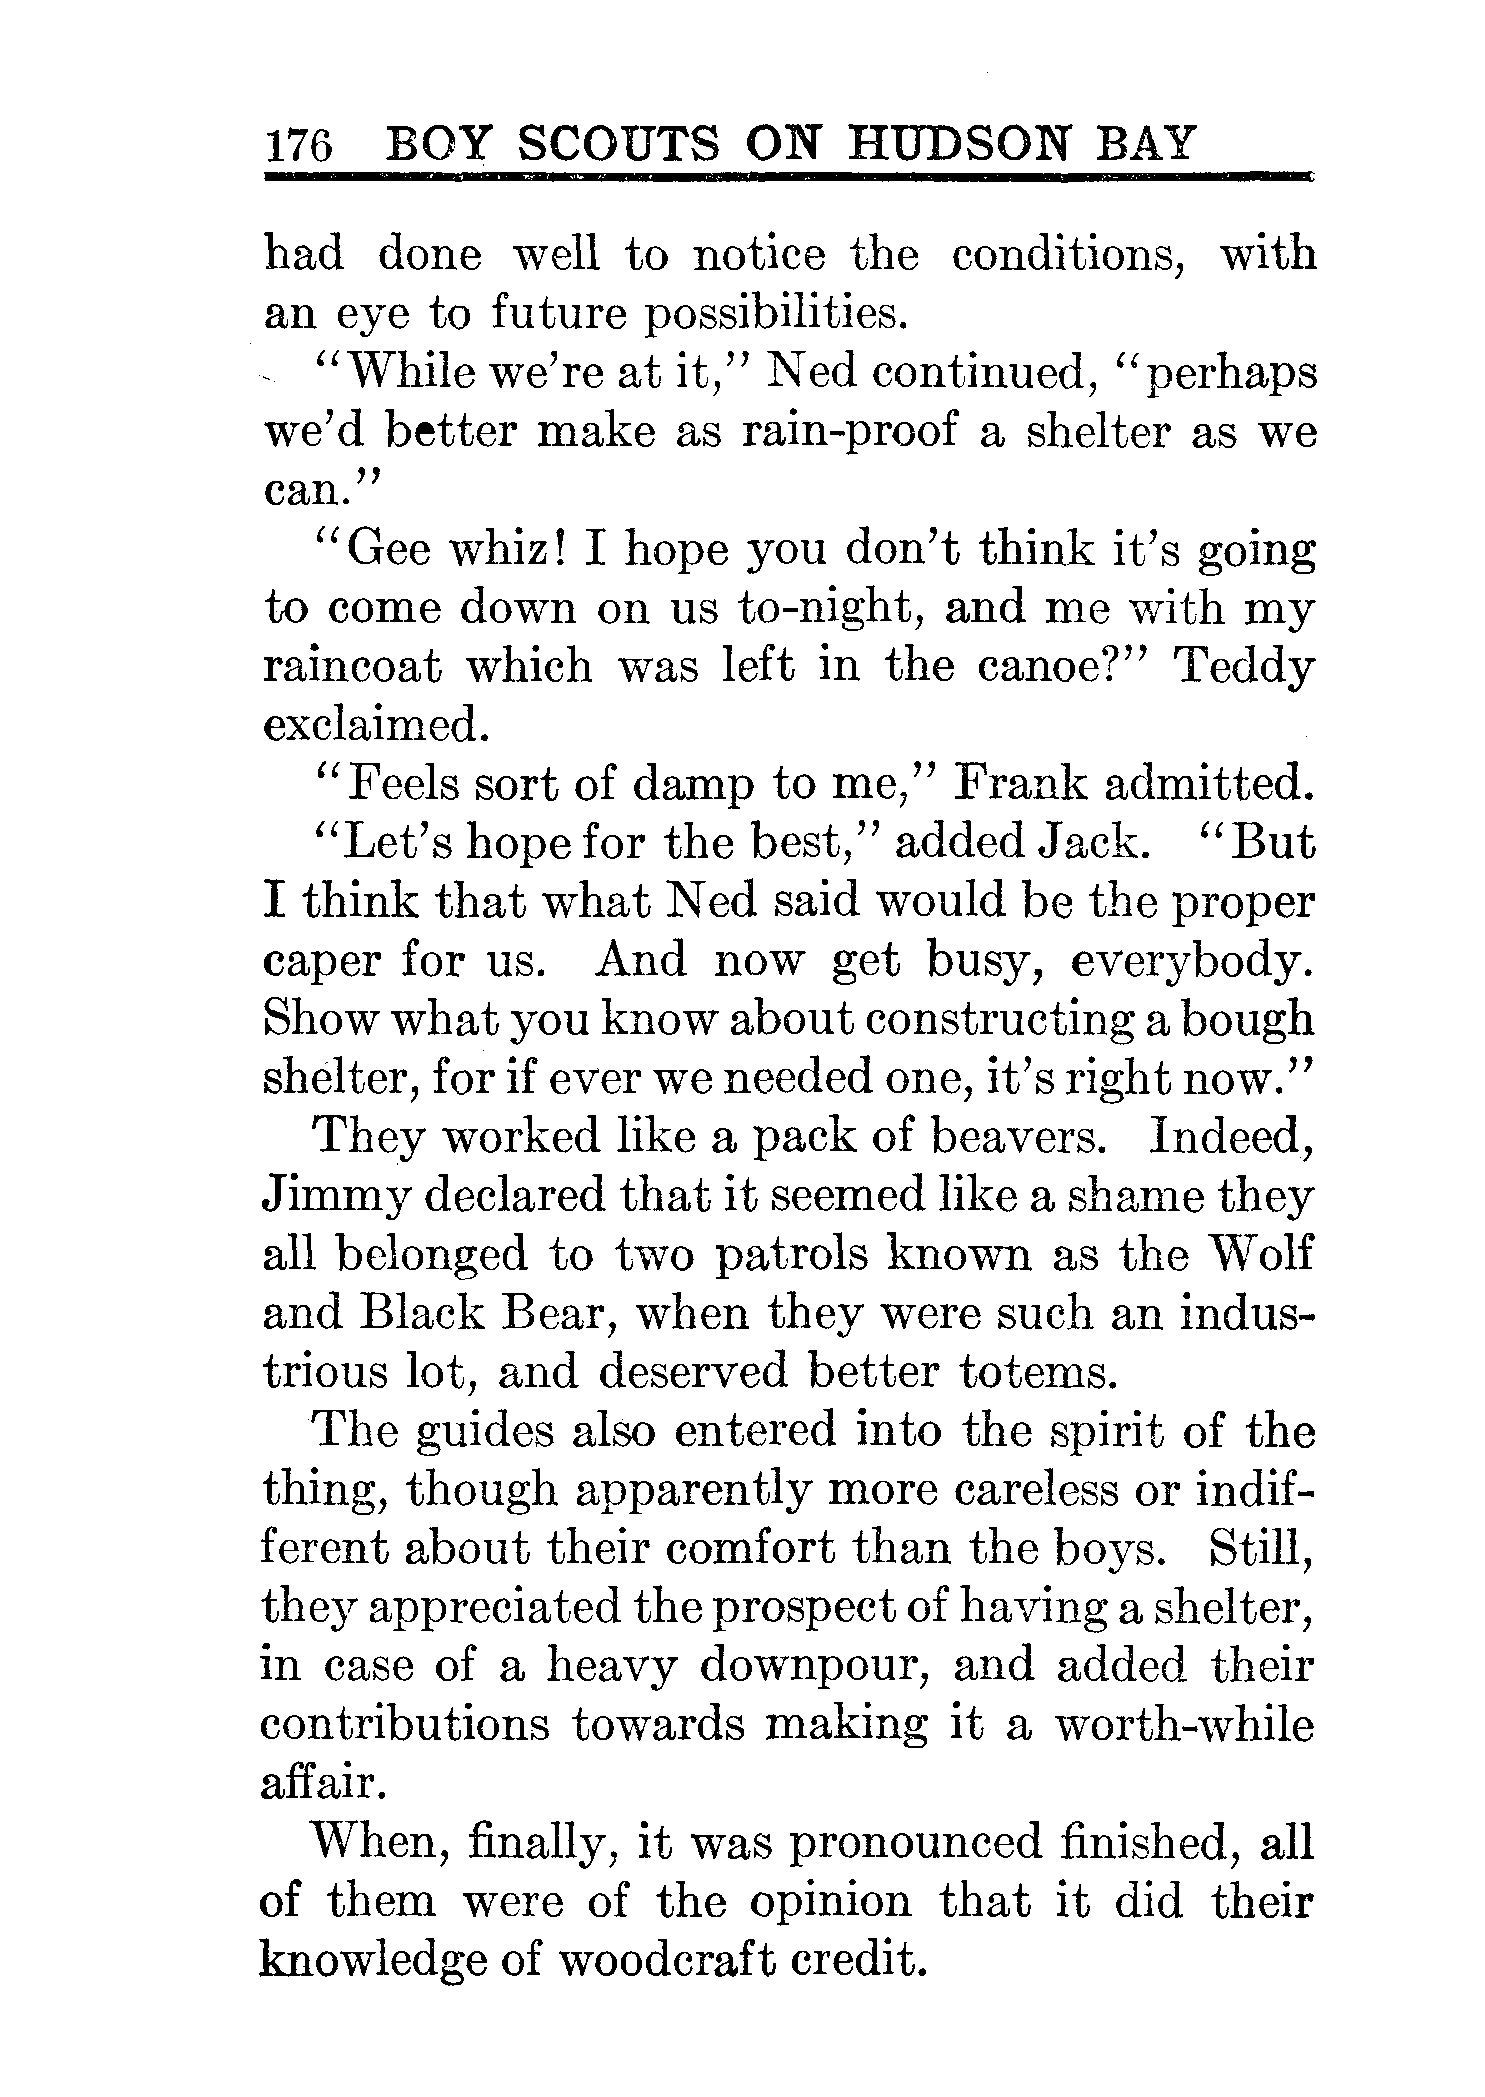 176 BOY SCOUTS ON HUDSON BAY
had done well to notice the conditions, with
an eye to future possibilities.
“While we’re at it,” Ned continued, “perhaps
we’d better make as rain-proof a shelter as we
can.”
“Gee whiz! I hope you don’t think it’s going
to come down on us to-night, and me with my
raincoat which was left in the canoe?” Teddy
exclaimed.
“Feels sort of damp to me,” Frank admitted.
“Let’s hope for the best,” added Jack. “But
I think that what Ned said would be the proper
caper for us. And now get busy, everybody.
Show what you know about constructing a bough
shelter, for if ever we needed one, it’s right now.”
They worked like a pack of beavers. Indeed,
Jimmy declared that it seemed like a shame they
all belonged to two patrols known as the Wolf
and Black Bear, when they were such an indus-
trious lot, and deserved better totems.
The guides also entered into the spirit of the
thing, though apparently more careless or indif-
ferent about their comfort than the boys. Still,
they appreciated the prospect of having a shelter,
in case of a heavy downpour, and added their
contributions towards making it a worth-while
affair.
When, finally, it was pronounced finished, all
of them were of the opinion that it did their
knowledge of woodcraft credit.